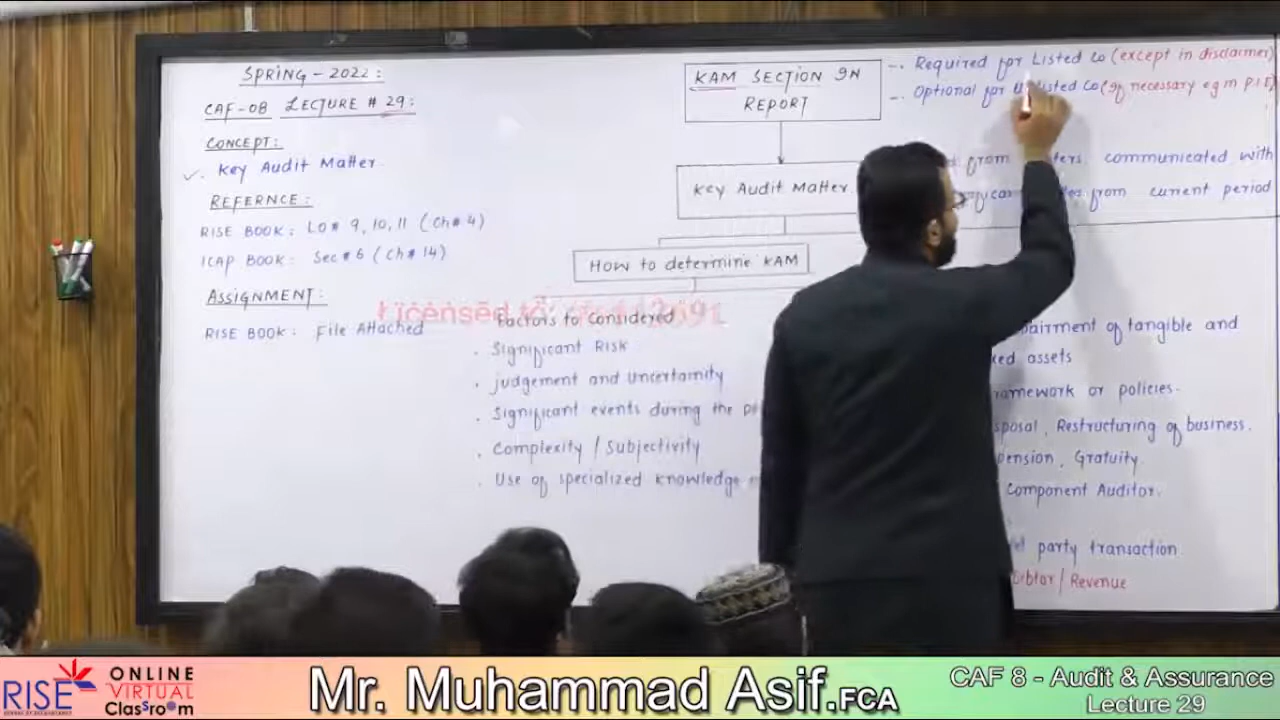 SPRING - 2022:
CAF-08 LECTURE # 29:
CONCEPT:
Key Audit Matter
REFERNCE:
RISE BOOK: LO# 9, 10, 11 (Ch# 4)
ICAP BOOK: Sec # 6 (Ch# 14)
ASSIGNMENT:
RISE BOOK: File Attached
KAM SECTION IN
REPORT
-. Required for Listed Co (except in disclaimer)
-. Optional for listed Co (if necessary e.g in P.I.E)
Key Audit Matter
from communicated with
from current period
How to determine KAM
Licensed to:
Factors to Considered
. Significant Risk
. judgement and uncertainity
. Significant events during the
. Complexity / Subjectivity
. Use of specialized knowledge
of tangible and
assets
or policies.
Restructuring of business.
pension, Gratuity
Component Auditor.
party transaction
/ Revenue
RISE
ONLINE
VIRTUAL
Classroom
Mr. Muhammad Asif.FCA
CAF 8 - Audit & Assurance
Lecture 29